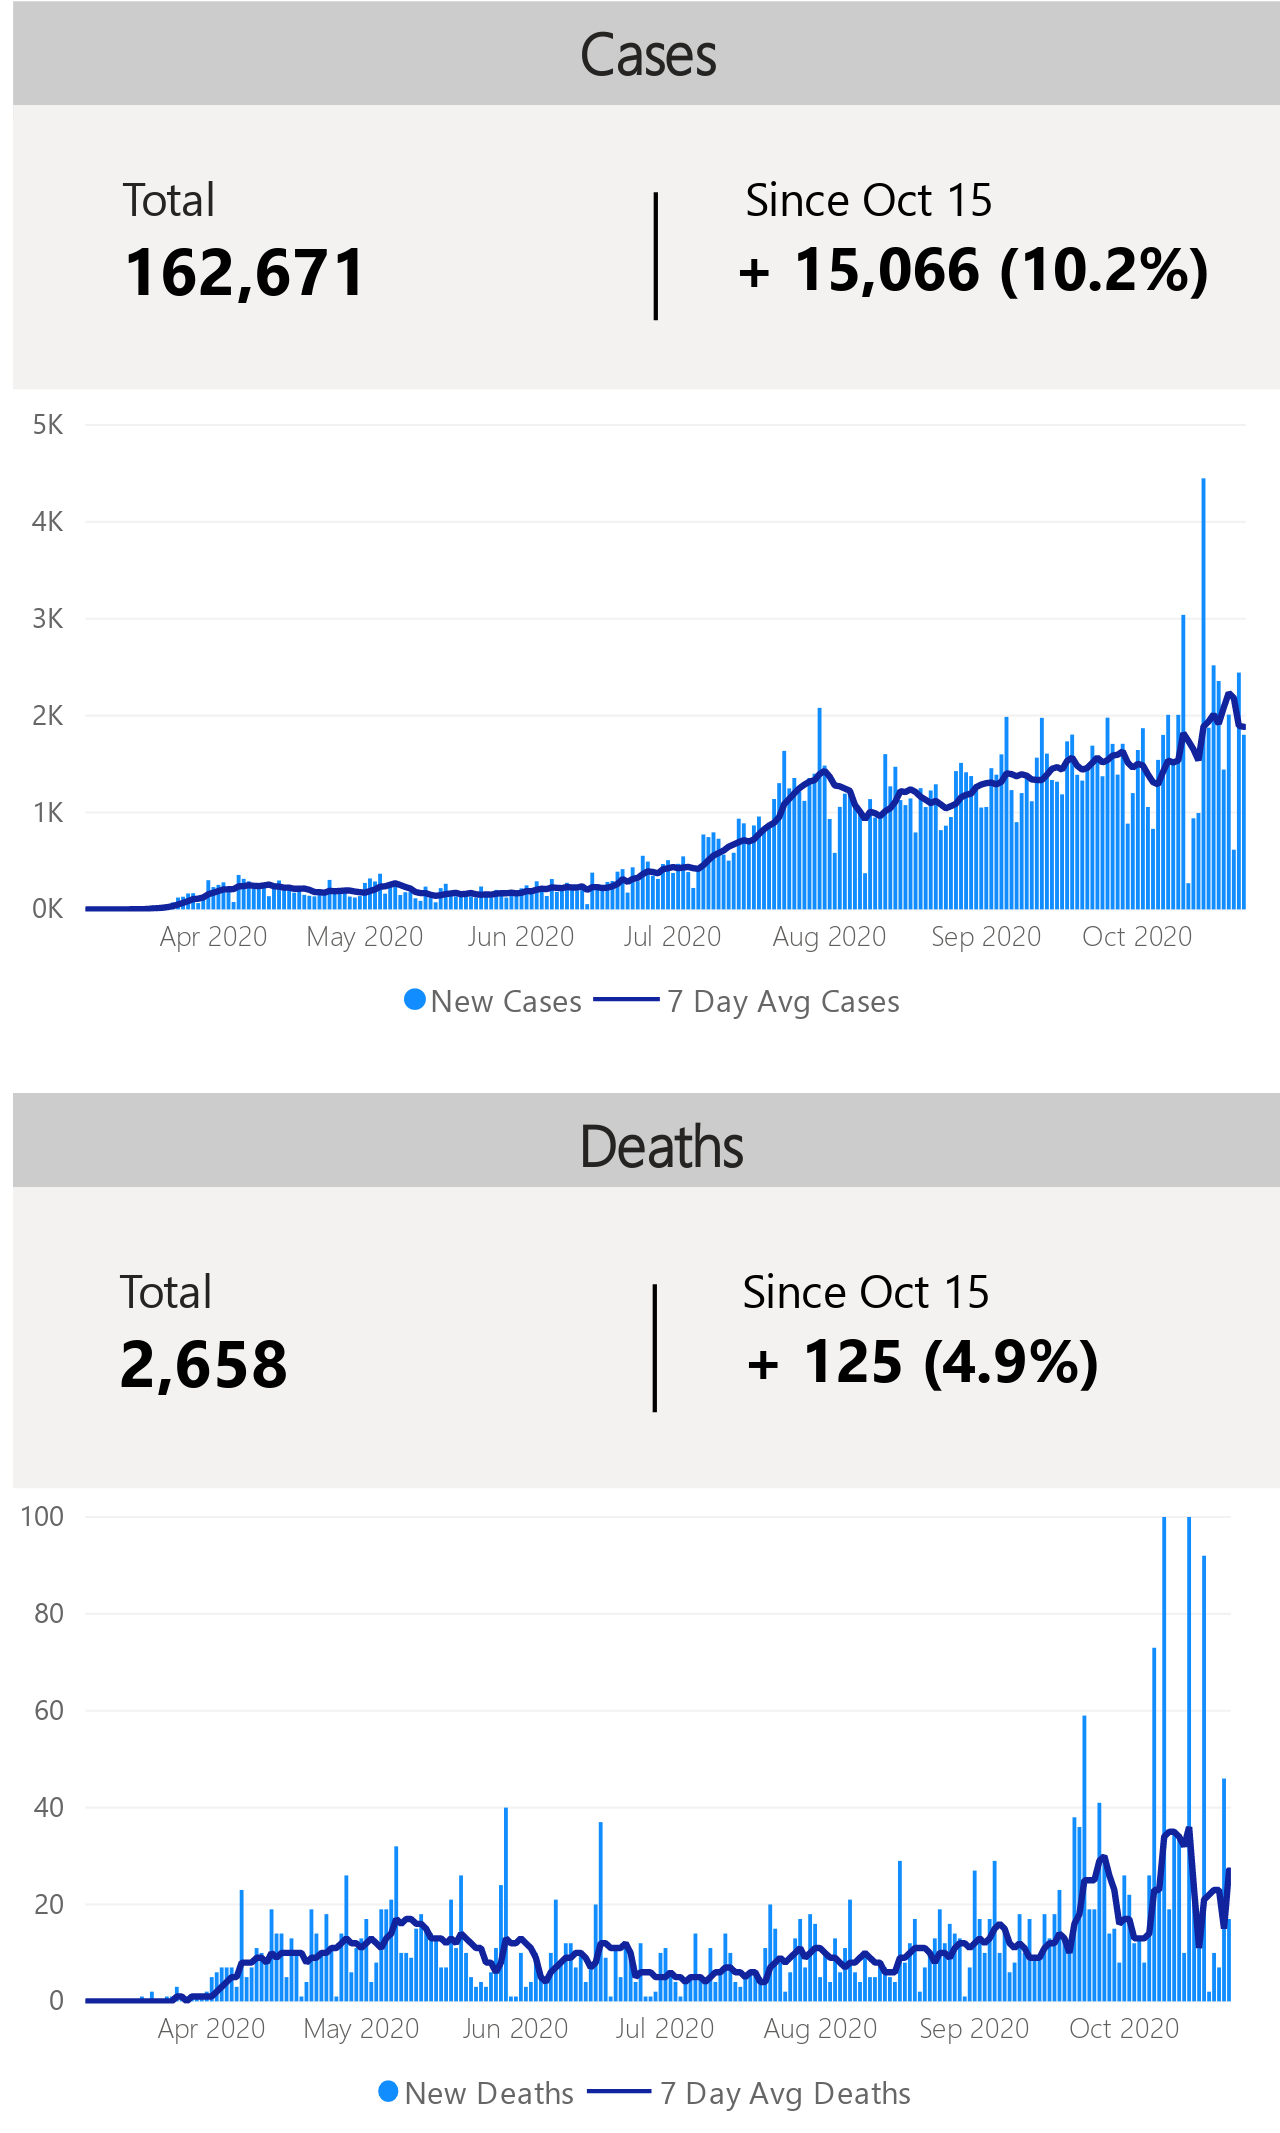 Cases
Total
Since Oct 15
162,671
+ 15,066 (10.2%)
5K
4K
3K
2K
1K
0K
Apr 2020
May 2020
Jun 2020
Jul 2020
Aug 2020
Sep 2020
Oct 2020
New Cases
7 Day Avg Cases
Deaths
Total
Since Oct 15
2,658
+ 125 (4.9%)
100
80
60
40
20
0
Apr 2020
May 2020
Jun 2020
Jul 2020
Aug 2020
Sep 2020
Oct 2020
New Deaths
7 Day Avg Deaths